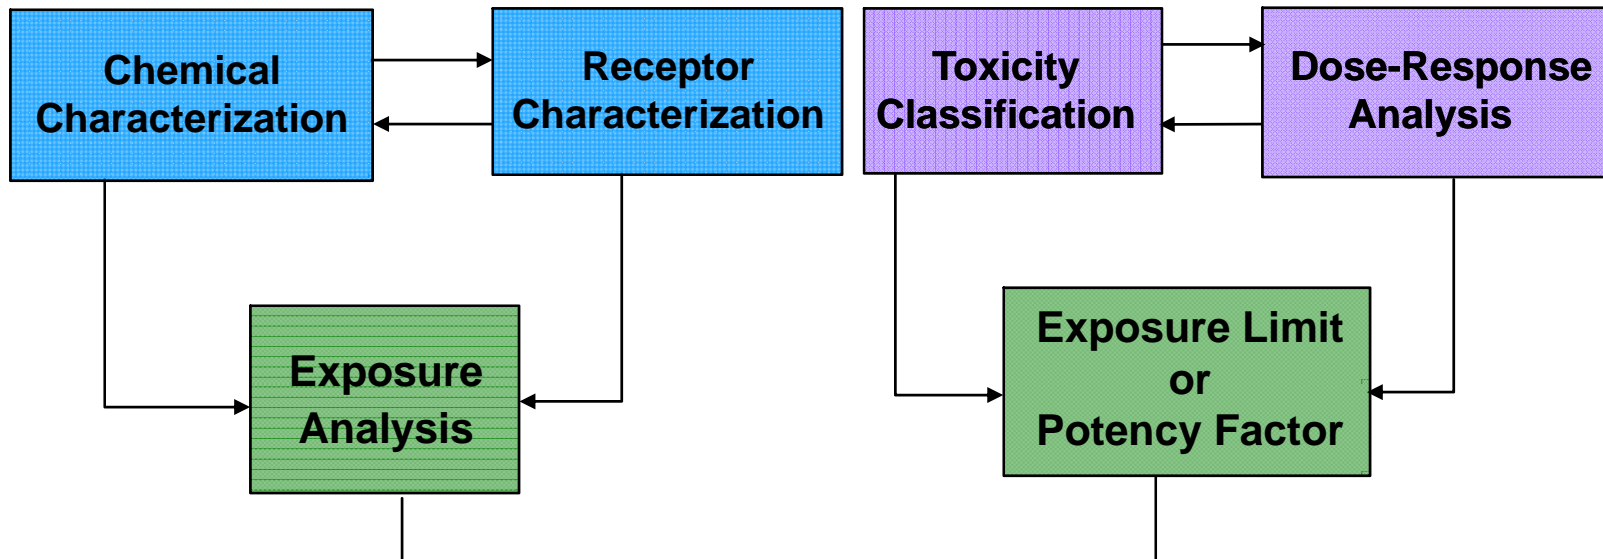 Chemical
Characterization
Receptor
Characterization
Toxicity
Classification
Dose-Response
Analysis
Exposure
Analysis
Exposure Limit
or
Potency Factor